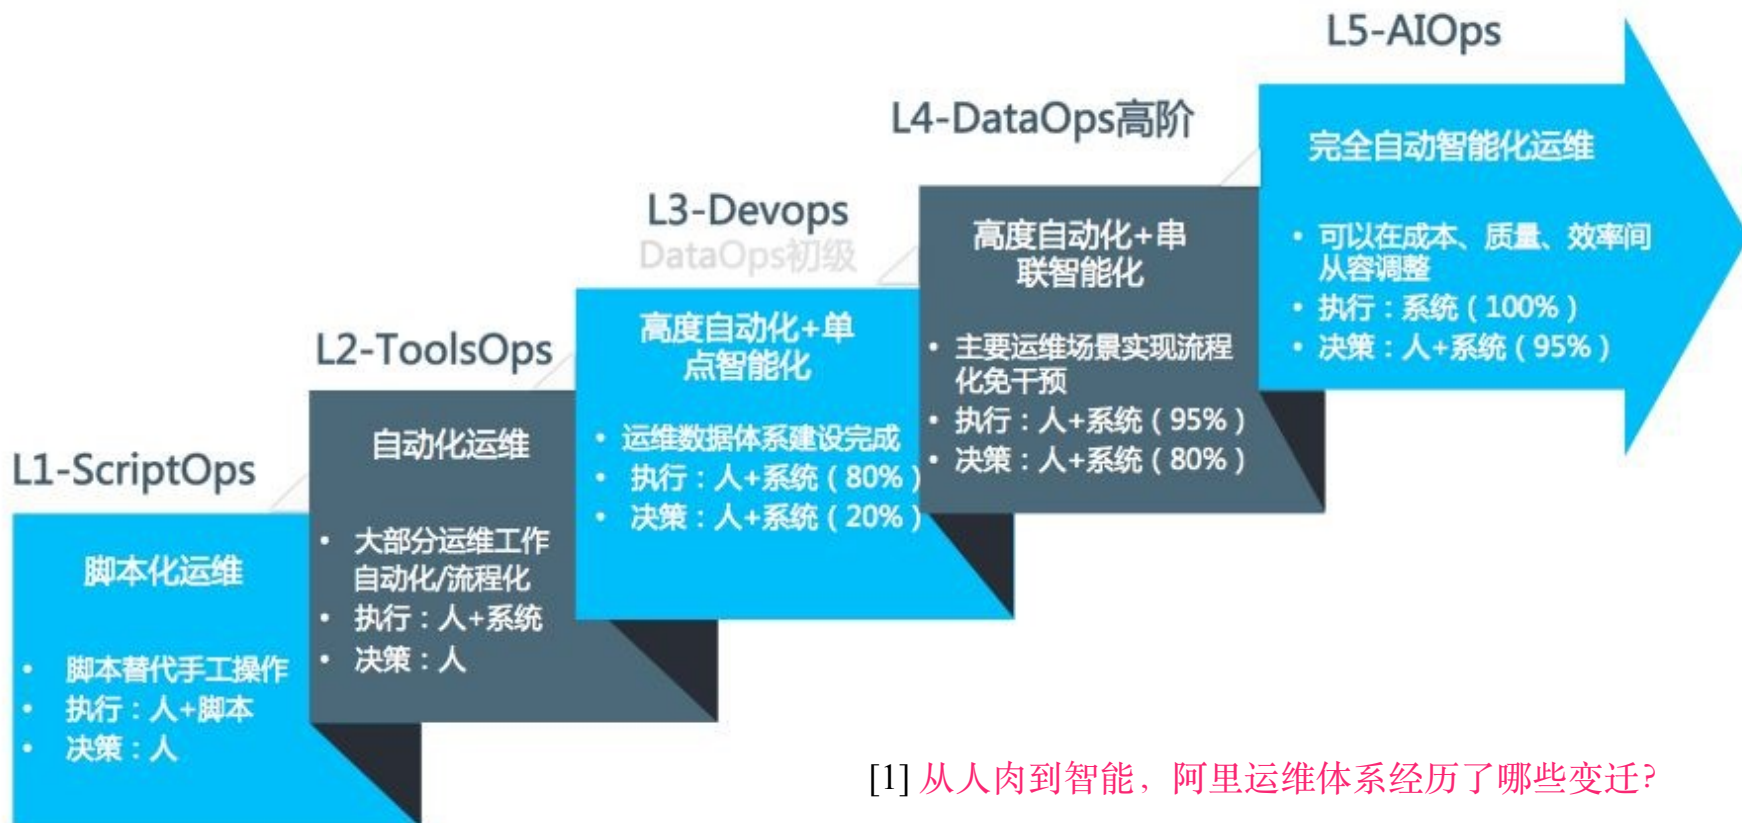 L1-ScriptOps
脚本化运维
• 脚本替代手工操作
• 执行：人+脚本
• 决策：人
L2-ToolsOps
自动化运维
• 大部分运维工作
自动化/流程化
• 执行：人+系统
• 决策：人
L3-Devops
DataOps初级
高度自动化+单
点智能化
• 运维数据体系建设完成
• 执行：人+系统（80%）
• 决策：人+系统（20%）
L4-DataOps高阶
高度自动化+串
联智能化
• 主要运维场景实现流程
化免干预
• 执行：人+系统（95%）
• 决策：人+系统（80%）
L5-AIOps
完全自动智能化运维
• 可以在成本、质量、效率间
从容调整
• 执行：系统（100%）
• 决策：人+系统（95%）
[1] 从人肉到智能，阿里运维体系经历了哪些变迁？